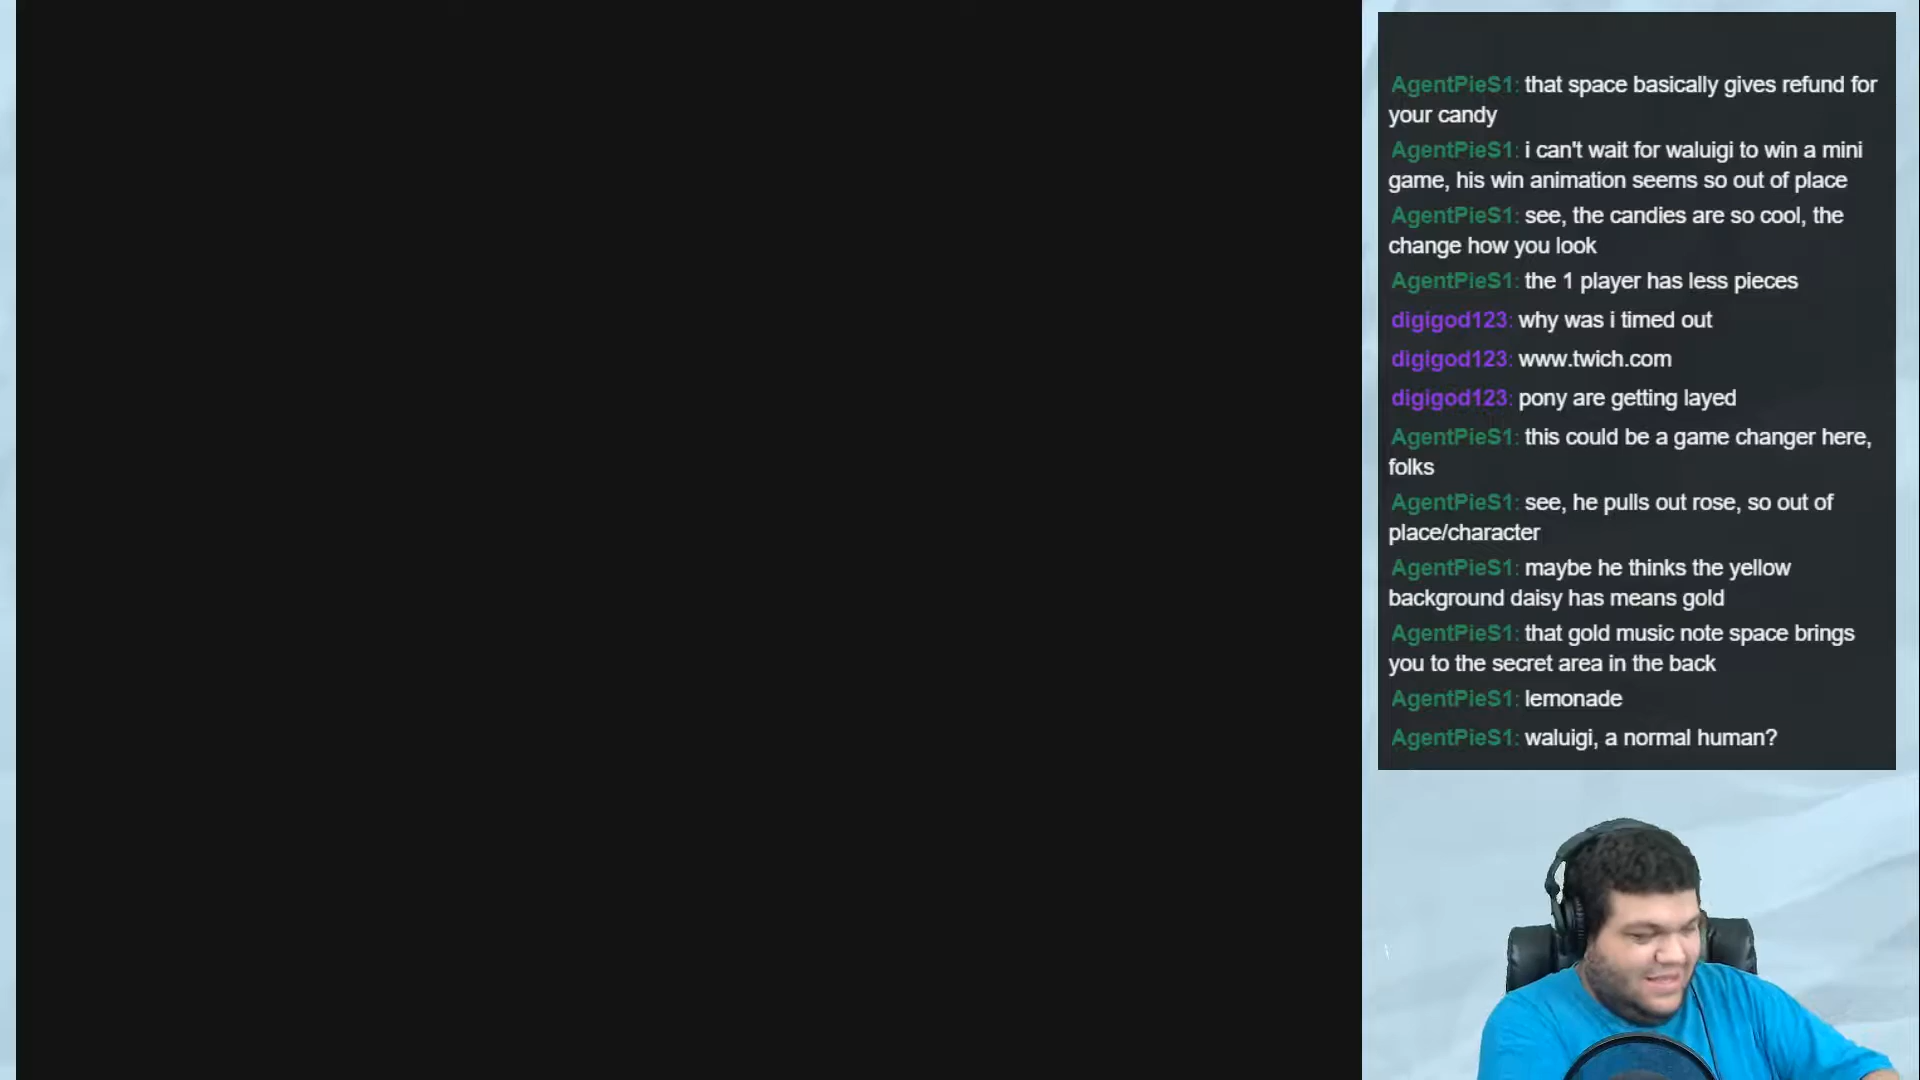 AgentPieS1: that space basically gives refund for
your candy
AgentPieS1: i can't wait for waluigi to win a mini
game, his win animation seems so out of place
AgentPieS1: see, the candies are so cool, the
change how you look
AgentPieS1: the 1 player has less pieces
digigod123: why was i timed out
digigod123: www.twich.com
digigod123: pony are getting layed
AgentPieS1: this could be a game changer here,
folks
AgentPieS1: see, he pulls out rose, so out of
place/character
AgentPieS1: maybe he thinks the yellow
background daisy has means gold
AgentPieS1: that gold music note space brings
you to the secret area in the back
AgentPieS1: lemonade
AgentPieS1: waluigi, a normal human?